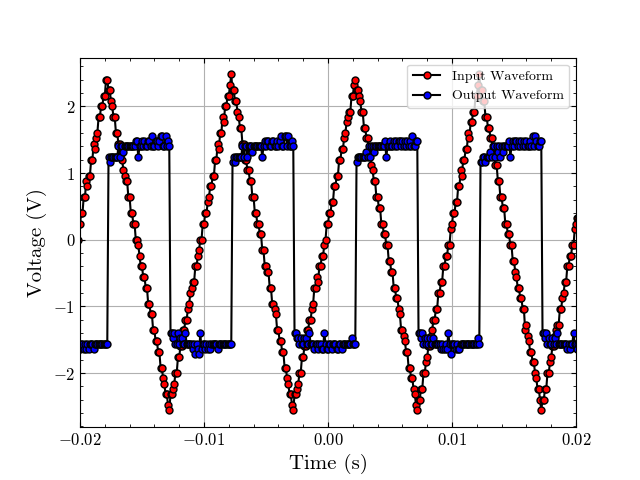 Input Waveform
Output Waveform
Voltage (V)
2
1
0
−1
−2
−0.02
−0.01
0.00
0.01
0.02
Time (s)